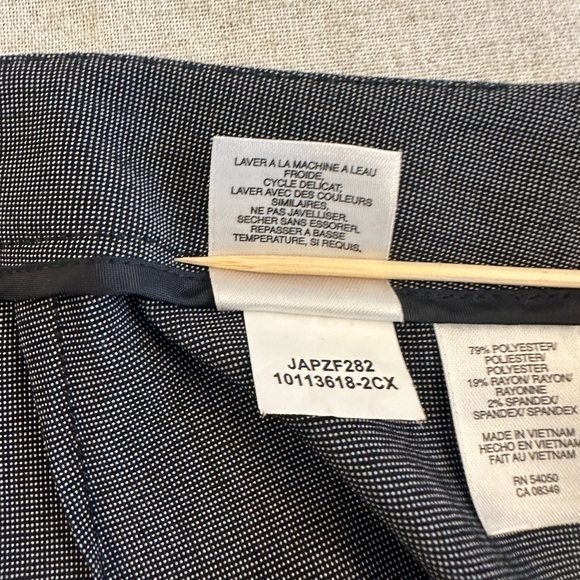 LAVER A LA MACHINE A LEAU
FROIDE,
CYCLE DELICAT;
LAVER AVEC DES COULEURS
SIMILAIRES,
NE PAS JAVELLISER.
SECHER SANS ESSORER.
REPASSER A BASSE
TEMPERATURE, SI REQUIS.
JAPZF282
10113618-2CX
79% POLYESTER/
POLIESTER/
POLYESTER
19% RAYON/ RAYON/
RAYONNE
2% SPANDEX/
SPANDEX/ SPANDEX
MADE IN VIETNAM
HECHO EN VIETNAM
FAIT AU VIETNAM
RN 54050
CA 08349